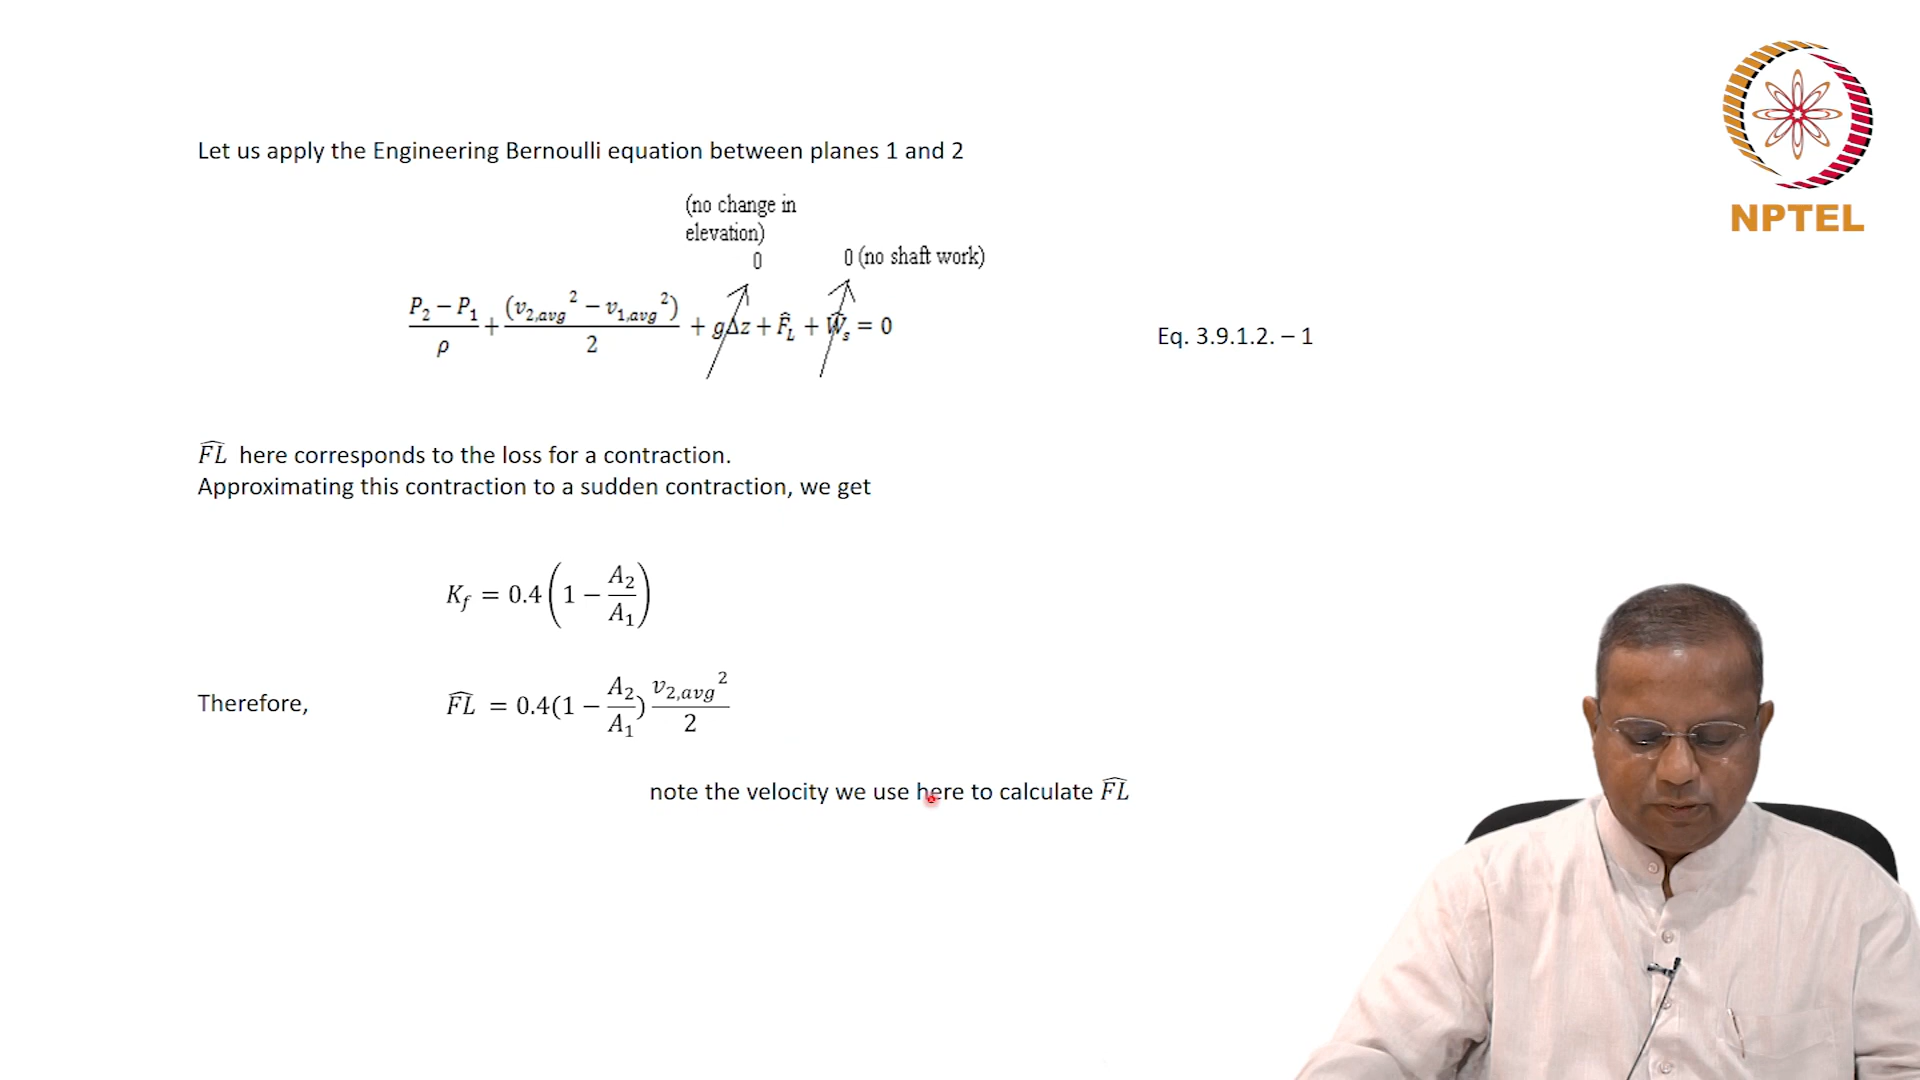 Let us apply the Engineering Bernoulli equation between planes 1 and 2
(no change in
elevation)
0
0 (no shaft work)
(P₂ − P₁)/ρ + (v₂,avg² − v₁,avg²)/2 + gΔz + F̂_L + Ŵₛ = 0
Eq. 3.9.1.2. – 1
F̂L here corresponds to the loss for a contraction.
Approximating this contraction to a sudden contraction, we get
K_f = 0.4(1 − A₂/A₁)
Therefore, F̂L = 0.4(1 − A₂/A₁) v₂,avg²/2
note the velocity we use here to calculate F̂L
NPTEL